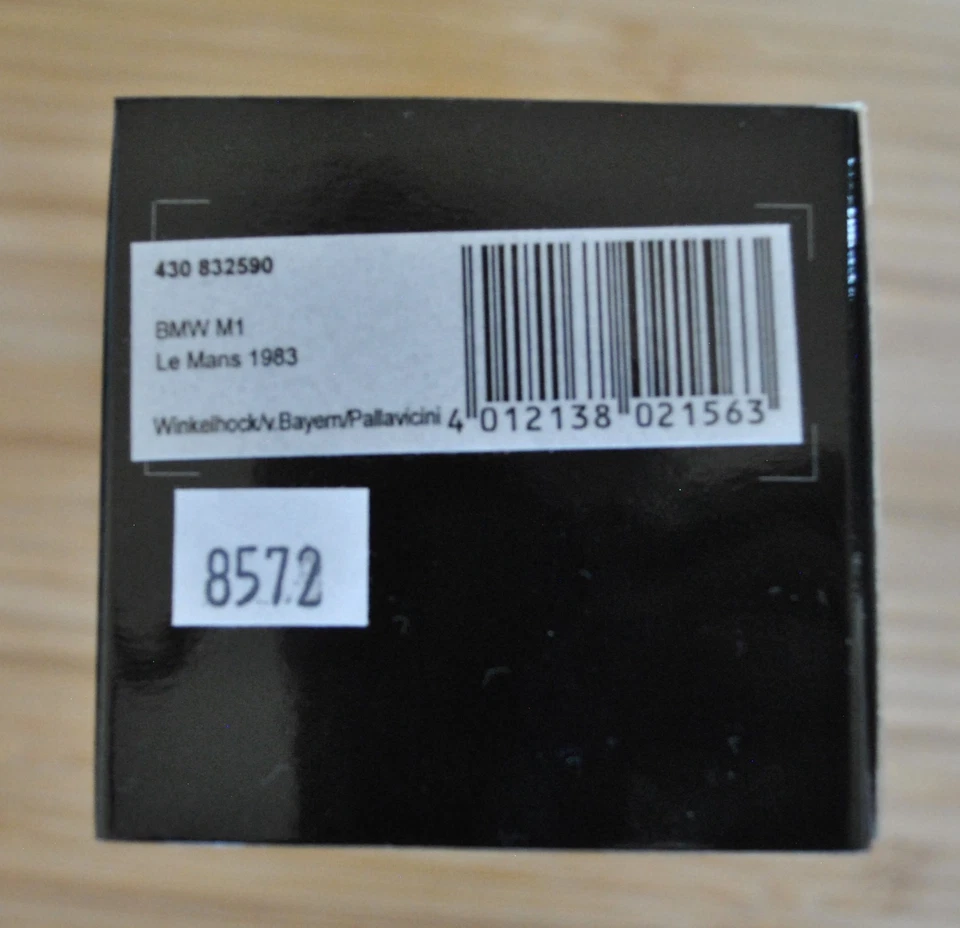 430 832590
BMW M1
Le Mans 1983
Winkelhock/v.Bayern/Pallavicini
4 012138 021563
8572